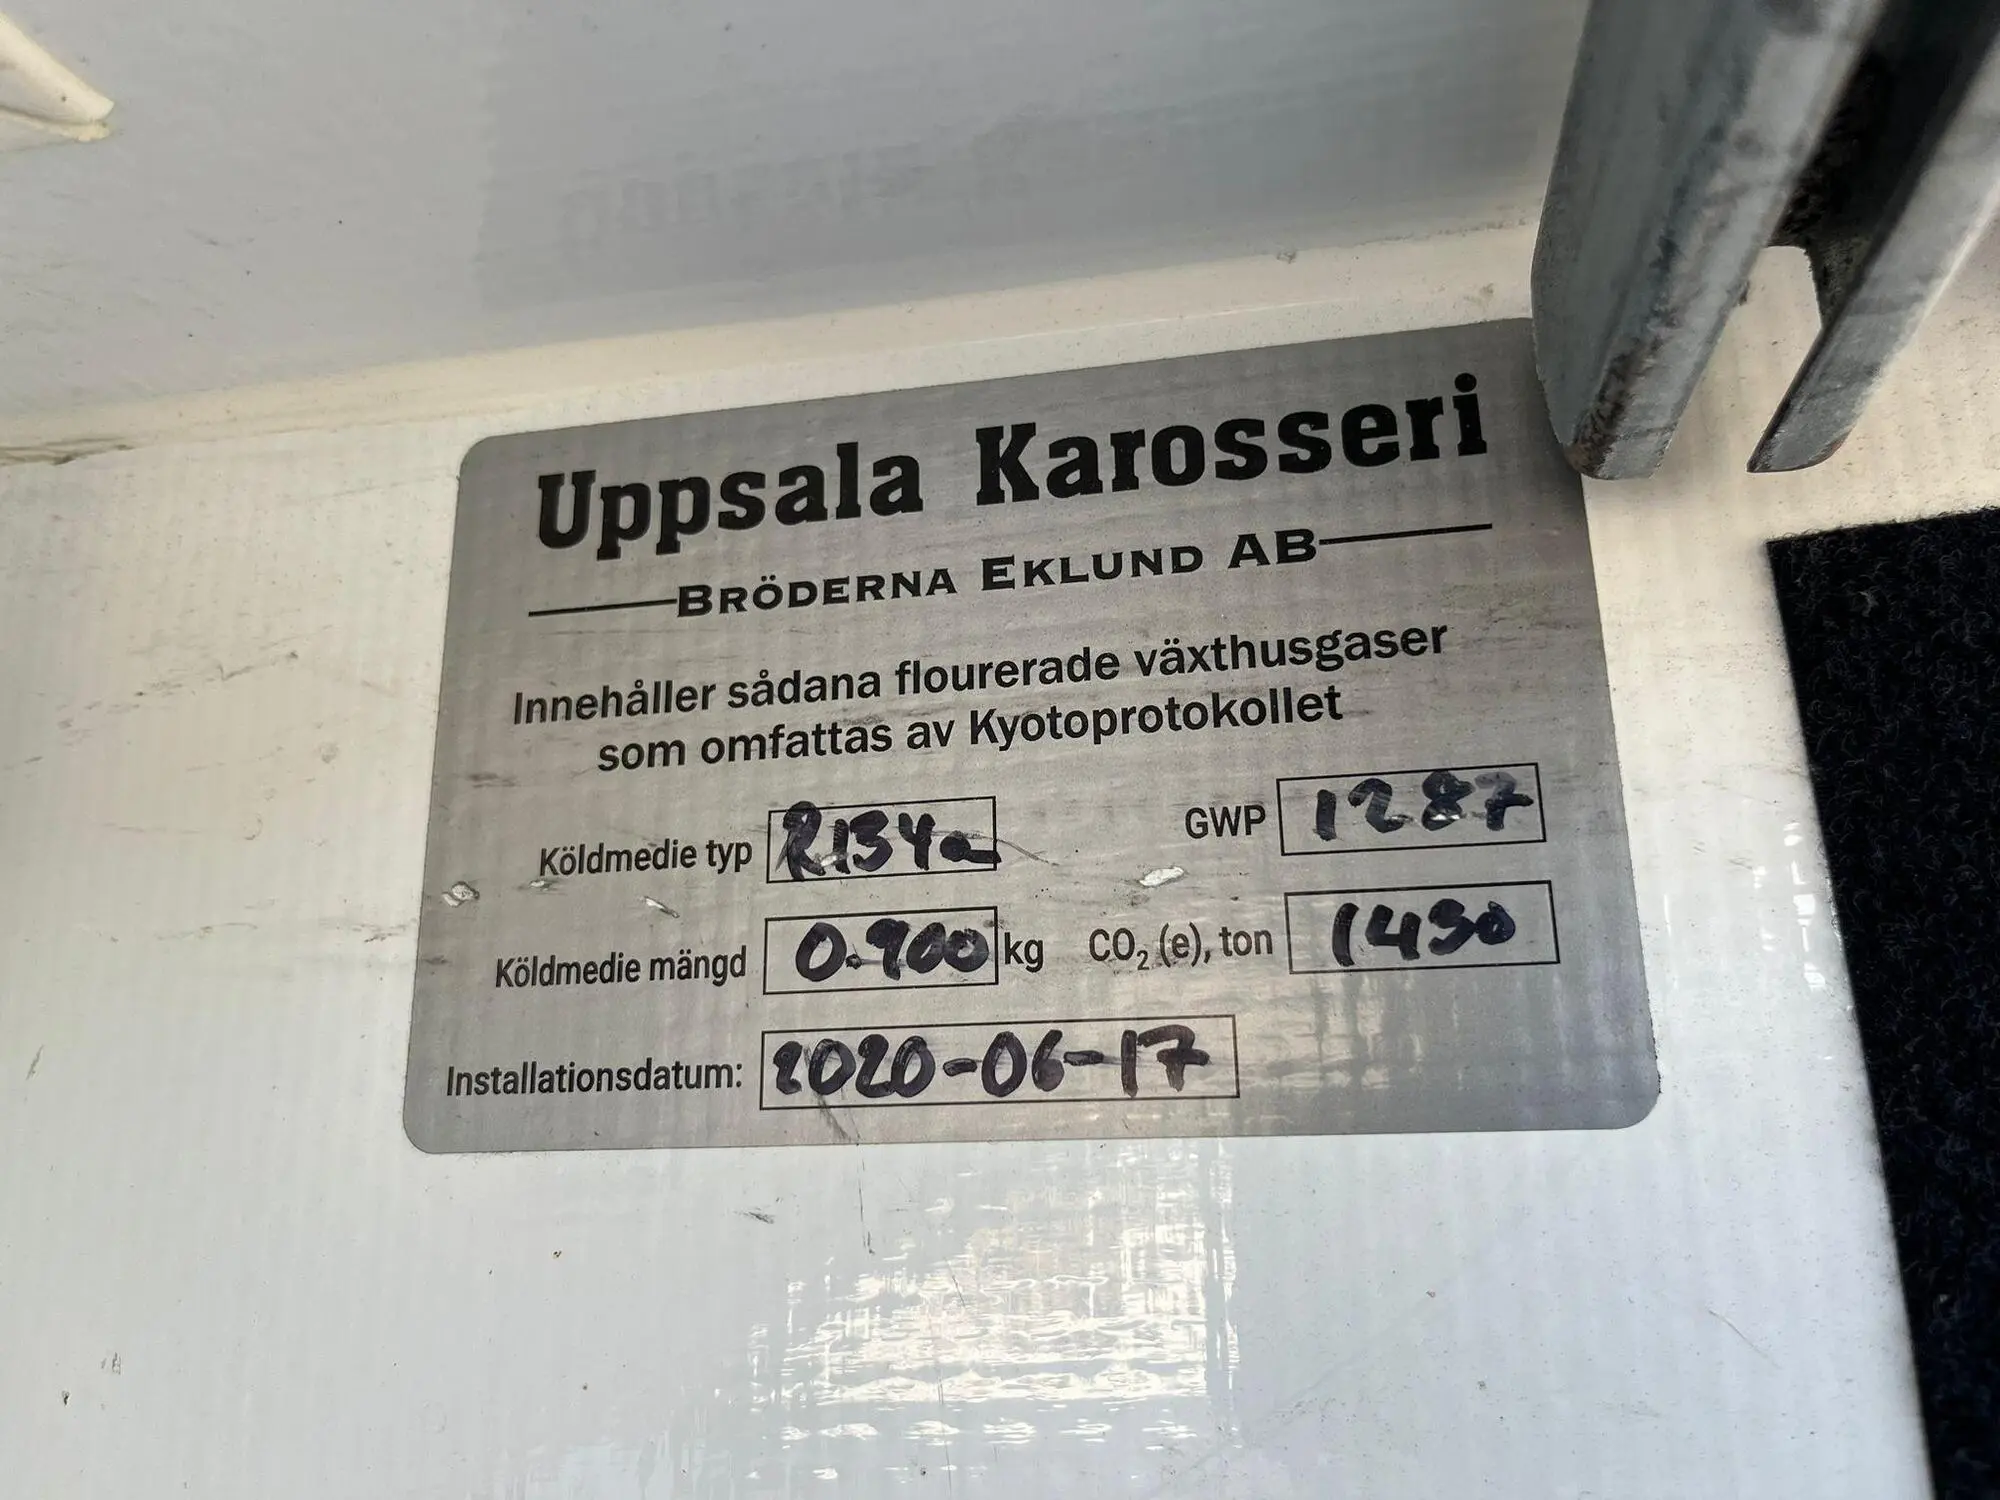 Uppsala Karosseri
BRÖDERNA EKLUND AB
Innehåller sådana flourerade växthusgaser
som omfattas av Kyotoprotokollet
Köldmedie typ R134a GWP 1287
Köldmedie mängd 0.900 kg CO₂(e), ton 1430
Installationsdatum: 2020-06-17